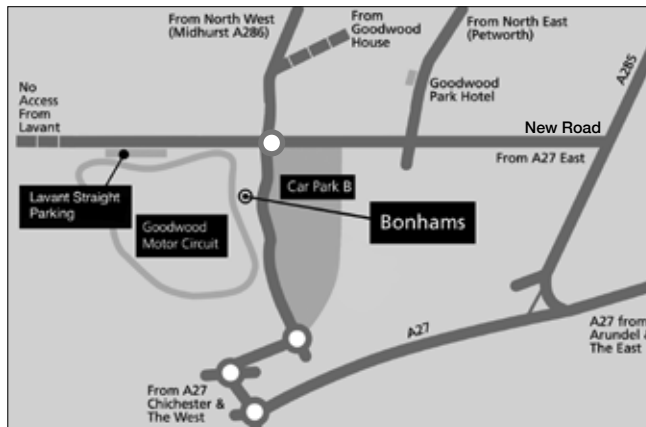 From North West
(Midhurst A286)
From
Goodwood
House
From North East
(Petworth)
A285
Goodwood
Park Hotel
No
Access
From
Lavant
New Road
From A27 East
Car Park B
Lavant Straight
Parking
Goodwood
Motor Circuit
Bonhams
A27
A27 from
Arundel &
The East
From A27
Chichester &
The West